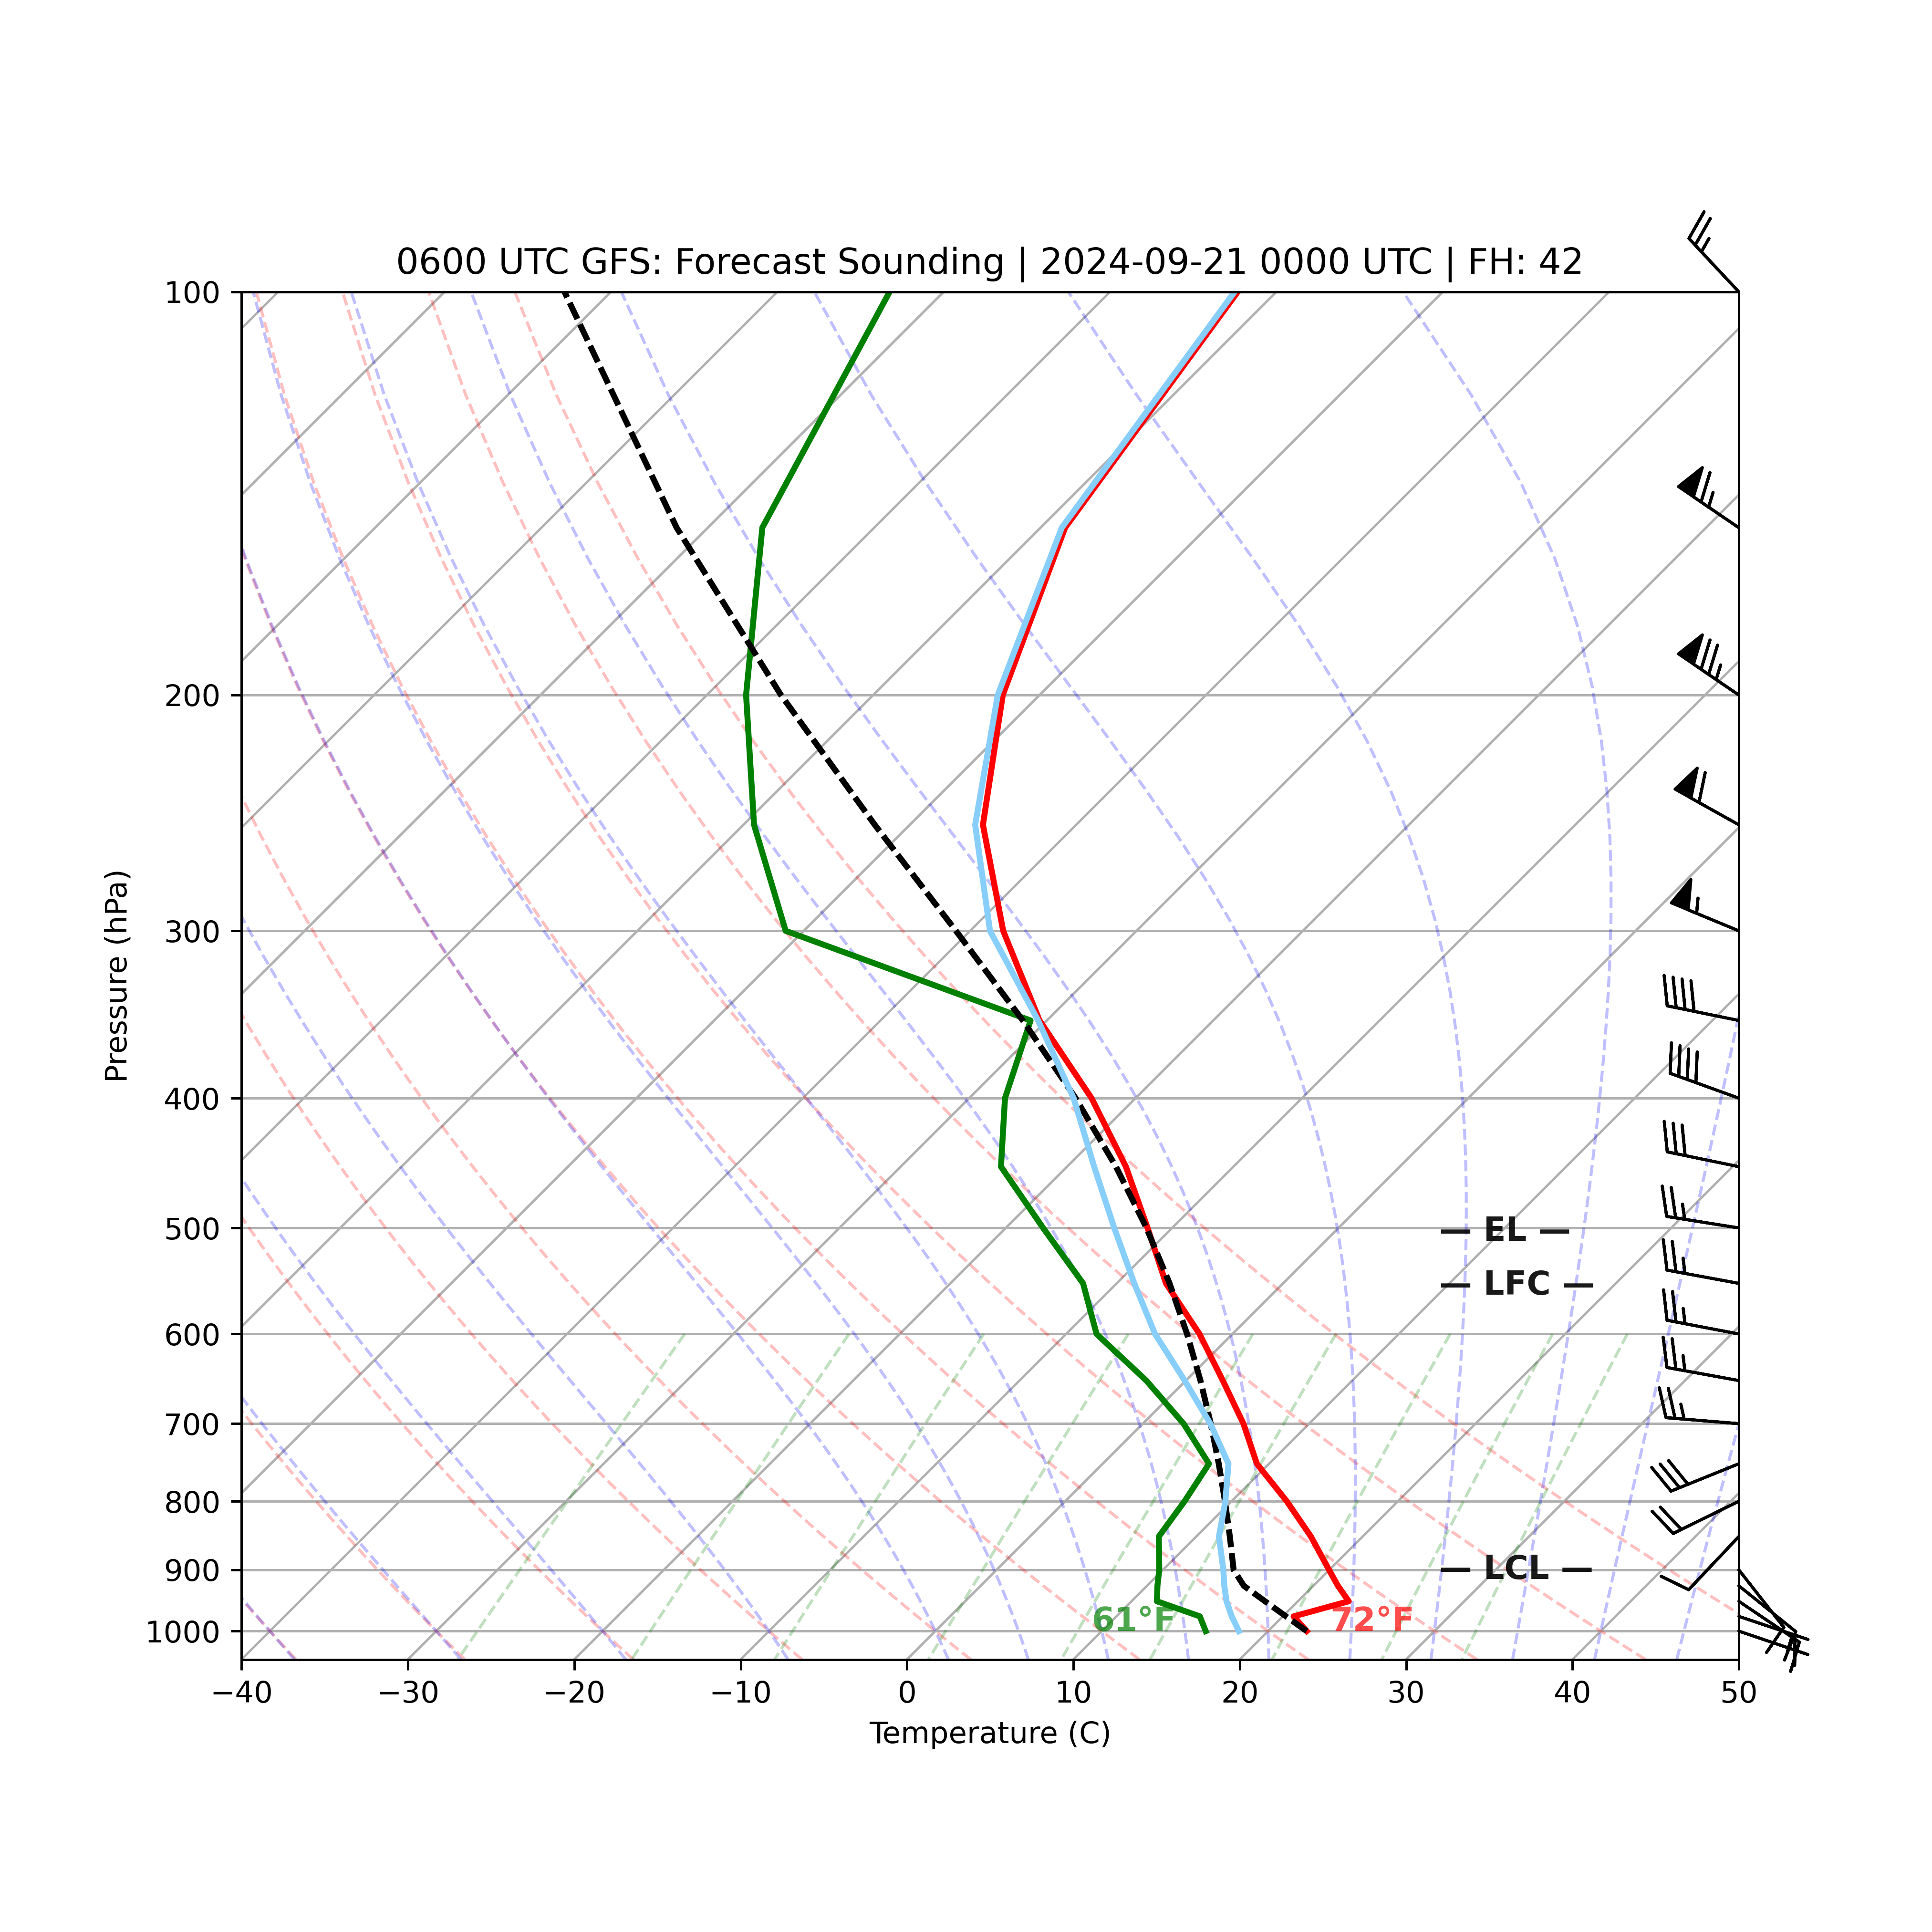 0600 UTC GFS: Forecast Sounding | 2024-09-21 0000 UTC | FH: 42
100
200
300
400
500
600
700
800
900
1000
Pressure (hPa)
— EL —
— LFC —
— LCL —
61°F
72°F
−40 −30 −20 −10 0 10 20 30 40 50
Temperature (C)